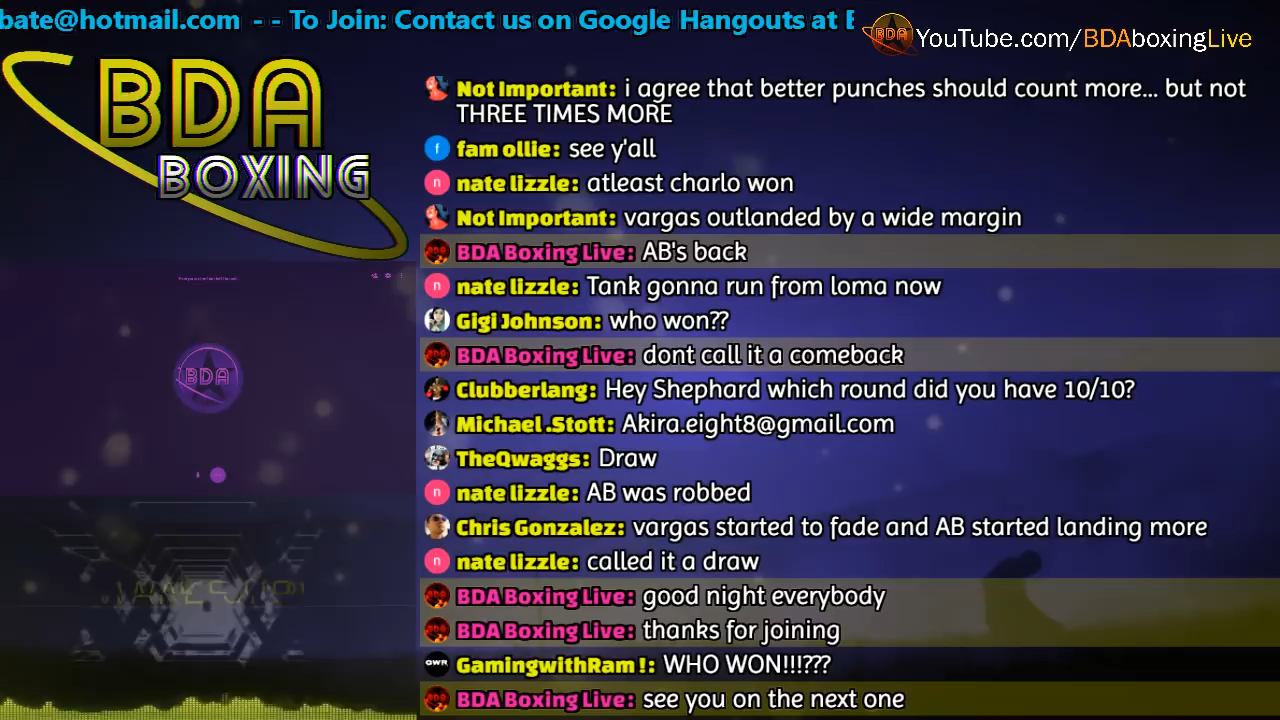 bate@hotmail.com - - To Join: Contact us on Google Hangouts at
YouTube.com/BDAboxingLive
BDA
BDA
BOXING
Not Important: i agree that better punches should count more... but not
THREE TIMES MORE
fam ollie: see y'all
nate lizzle: atleast charlo won
Not Important: vargas outlanded by a wide margin
BDA Boxing Live: AB's back
nate lizzle: Tank gonna run from loma now
Gigi Johnson: who won??
BDA Boxing Live: dont call it a comeback
Clubberlang: Hey Shephard which round did you have 10/10?
Michael .Stott: Akira.eight8@gmail.com
TheQwaggs: Draw
nate lizzle: AB was robbed
Chris Gonzalez: vargas started to fade and AB started landing more
nate lizzle: called it a draw
BDA Boxing Live: good night everybody
BDA Boxing Live: thanks for joining
GamingwithRam !: WHO WON!!!???
BDA Boxing Live: see you on the next one
BDA